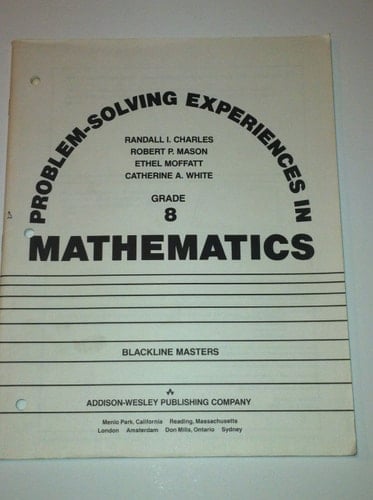 PROBLEM-SOLVING EXPERIENCES IN
RANDALL I. CHARLES
ROBERT P. MASON
ETHEL MOFFATT
CATHERINE A. WHITE
GRADE
8
MATHEMATICS
BLACKLINE MASTERS
ADDISON-WESLEY PUBLISHING COMPANY
Menlo Park, California Reading, Massachusetts
London Amsterdam Don Mills, Ontario Sydney